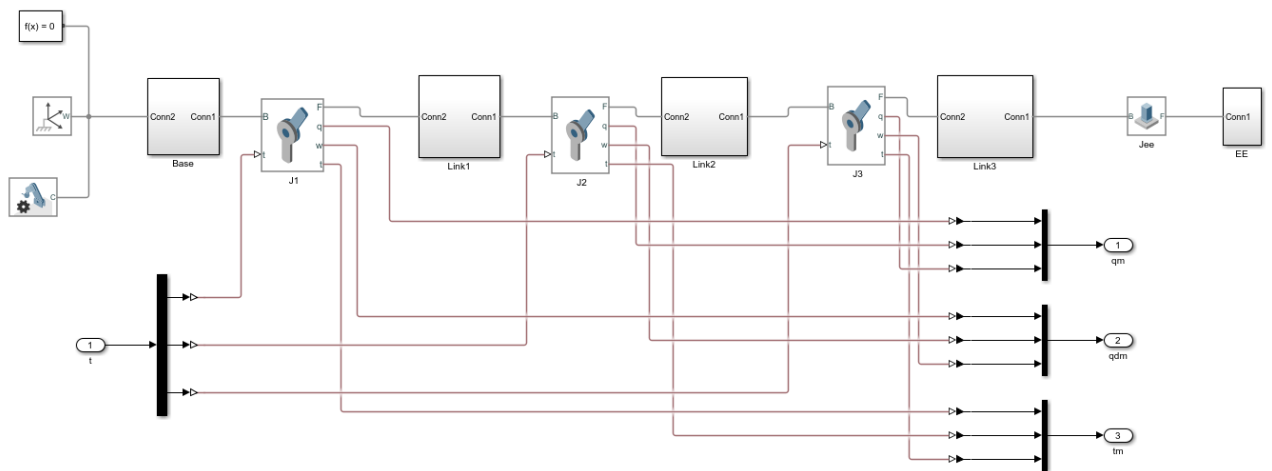 f(x) = 0
W
C
Conn2 Conn1
Base
B F
q
w
t t
J1
Conn2 Conn1
Link1
B F
q
w
t t
J2
Conn2 Conn1
Link2
B F
q
w
t t
J3
Conn2 Conn1
Link3
B F
Jee
Conn1
EE
1
t
1
qm
2
qdm
3
tm